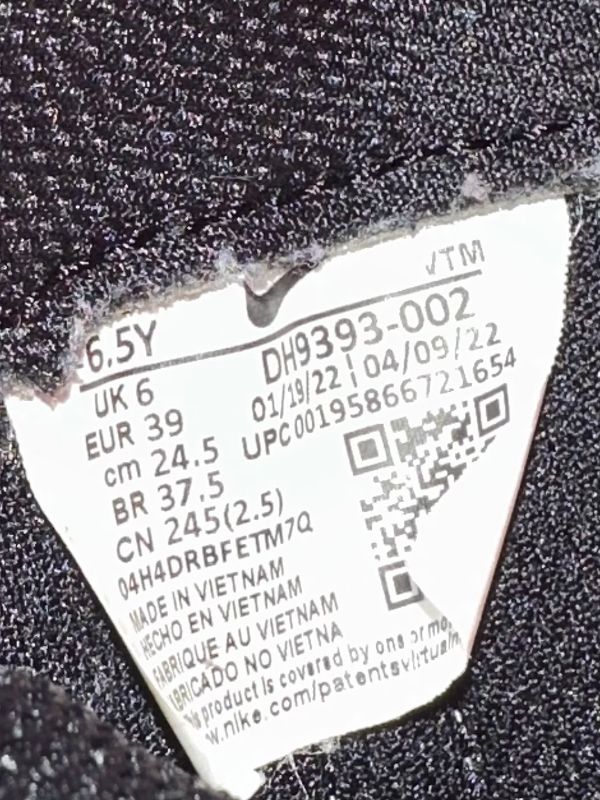 VTM
6.5Y
DH9393-002
UK 6
01/19/22 | 04/09/22
EUR 39
UPC00195866721654
cm 24.5
BR 37.5
CN 245(2.5)
04H4DRBFETM7Q
MADE IN VIETNAM
HECHO EN VIETNAM
FABRIQUE AU VIETNAM
BRICADO NO VIETNA
product is covered by one or mo
w.nike.com/patentsvirtualm